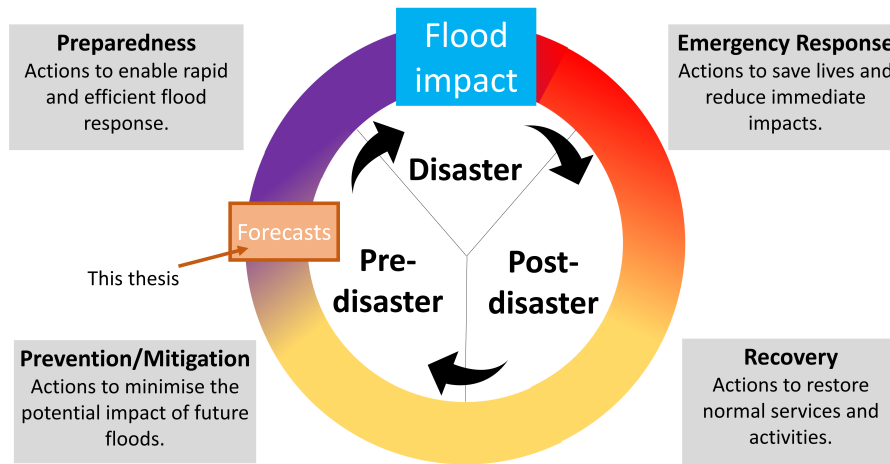 Preparedness
Actions to enable rapid
and efficient flood
response.
Flood
impact
Emergency Response
Actions to save lives and
reduce immediate
impacts.
Disaster
Forecasts
This thesis
Pre-
disaster
Post-
disaster
Prevention/Mitigation
Actions to minimise the
potential impact of future
floods.
Recovery
Actions to restore
normal services and
activities.